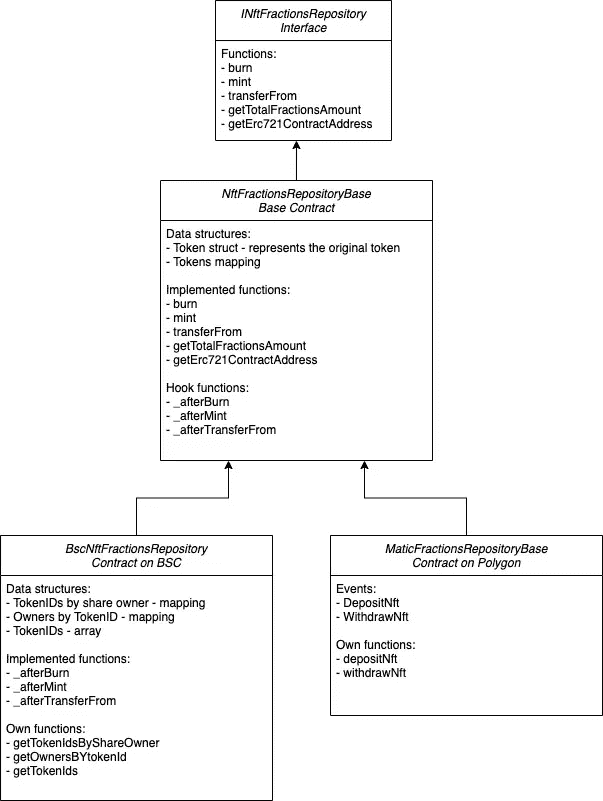 INftFractionsRepository
Interface
Functions:
- burn
- mint
- transferFrom
- getTotalFractionsAmount
- getErc721ContractAddress
NftFractionsRepositoryBase
Base Contract
Data structures:
- Token struct - represents the original token
- Tokens mapping
Implemented functions:
- burn
- mint
- transferFrom
- getTotalFractionsAmount
- getErc721ContractAddress
Hook functions:
- _afterBurn
- _afterMint
- _afterTransferFrom
BscNftFractionsRepository
Contract on BSC
Data structures:
- TokenIDs by share owner - mapping
- Owners by TokenID - mapping
- TokenIDs - array
Implemented functions:
- _afterBurn
- _afterMint
- _afterTransferFrom
Own functions:
- getTokenIdsByShareOwner
- getOwnersBYtokenId
- getTokenIds
MaticFractionsRepositoryBase
Contract on Polygon
Events:
- DepositNft
- WithdrawNft
Own functions:
- depositNft
- withdrawNft